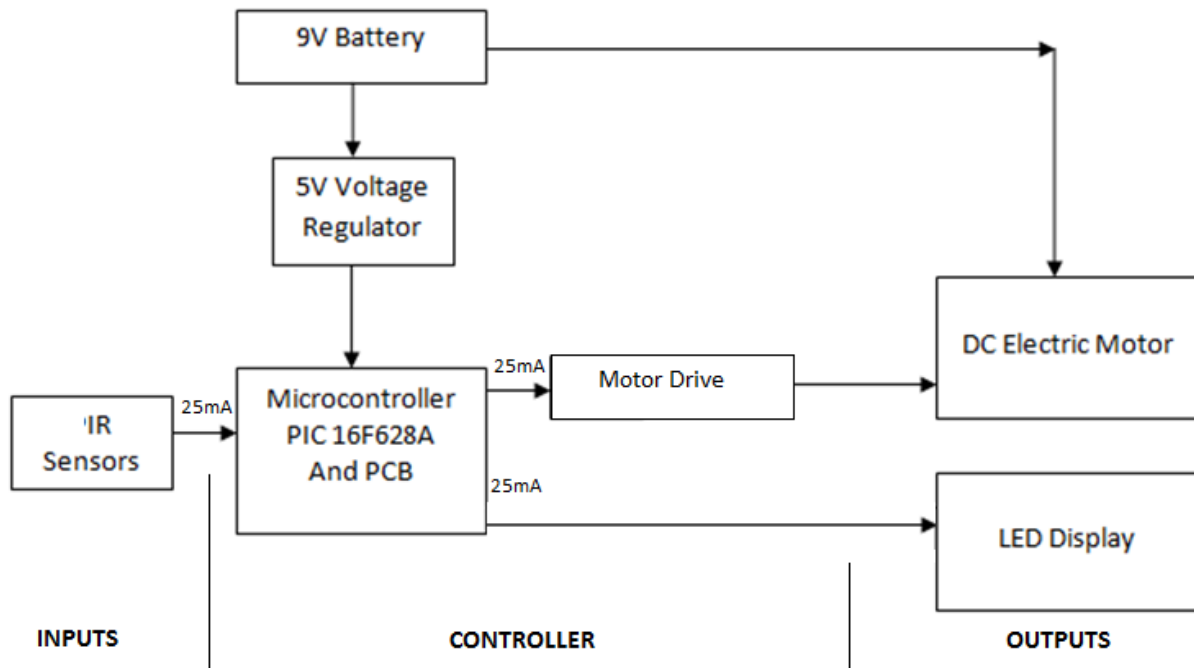 9V Battery
5V Voltage
Regulator
DC Electric Motor
25mA
Motor Drive
25mA
Microcontroller
PIC 16F628A
And PCB
IR
Sensors
25mA
LED Display
INPUTS
CONTROLLER
OUTPUTS